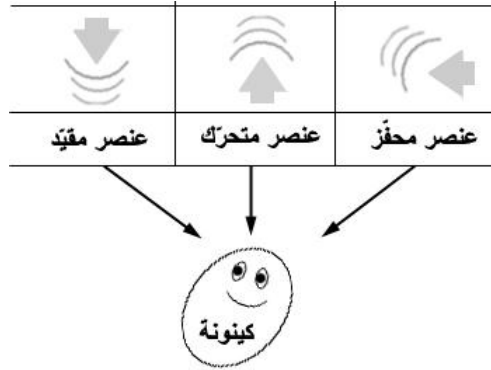 عنصر محفّز
عنصر متحرّك
عنصر مقيّد
كينونة